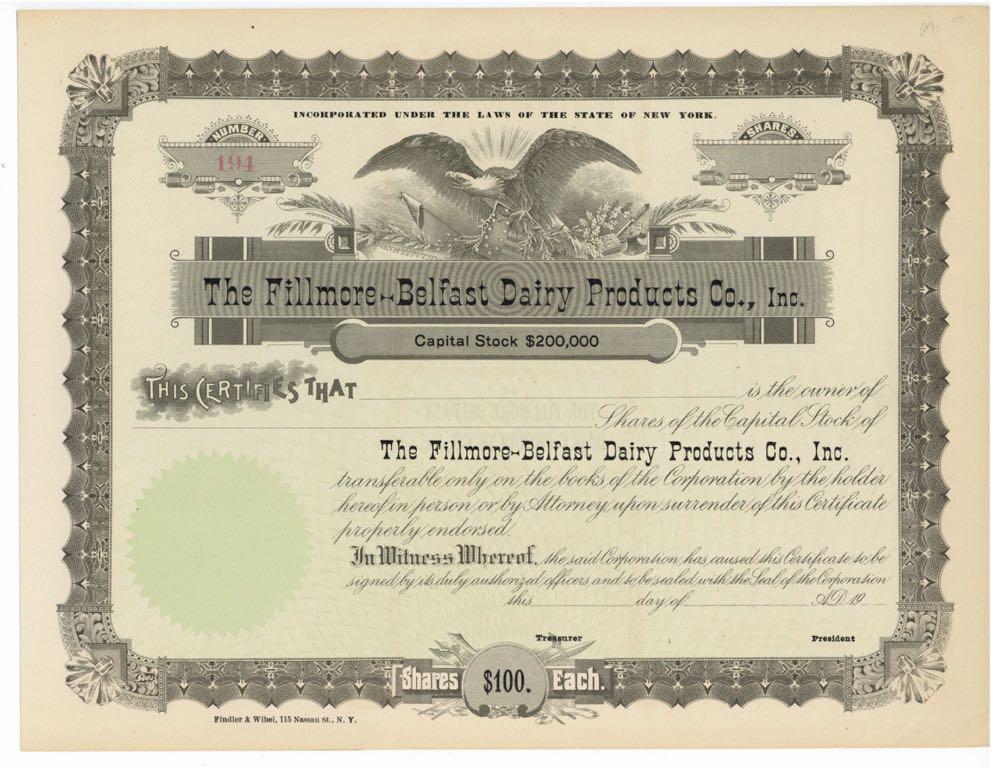 INCORPORATED UNDER THE LAWS OF THE STATE OF NEW YORK.
NUMBER
SHARES
194
The Fillmore-Belfast Dairy Products Co., Inc.
Capital Stock $200,000
THIS CERTIFIES THAT is the owner of
Shares of the Capital Stock of
The Fillmore-Belfast Dairy Products Co., Inc.
transferable only on the books of the Corporation by the holder
hereof in person or by Attorney upon surrender of this Certificate
properly endorsed.
In Witness Whereof, the said Corporation has caused this Certificate to be
signed by its duly authorized officers and to be sealed with the Seal of the Corporation
this day of A.D. 19
Treasurer President
Shares $100. Each.
Findler & Wibel, 115 Nassau St., N. Y.